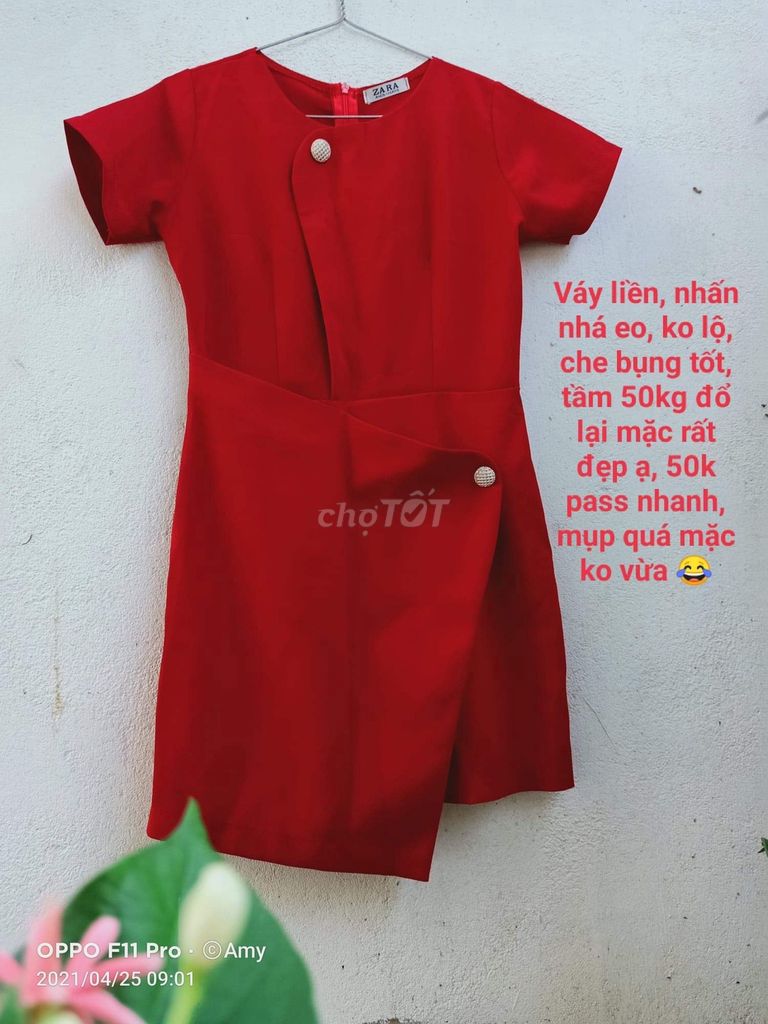 ZARA
Váy liền, nhấn
nhá eo, ko lộ,
che bụng tốt,
tầm 50kg đổ
lại mặc rất
đẹp ạ, 50k
pass nhanh,
mụp quá mặc
ko vừa 😂
chợTỐT
OPPO F11 Pro · ©Amy
2021/04/25 09:01